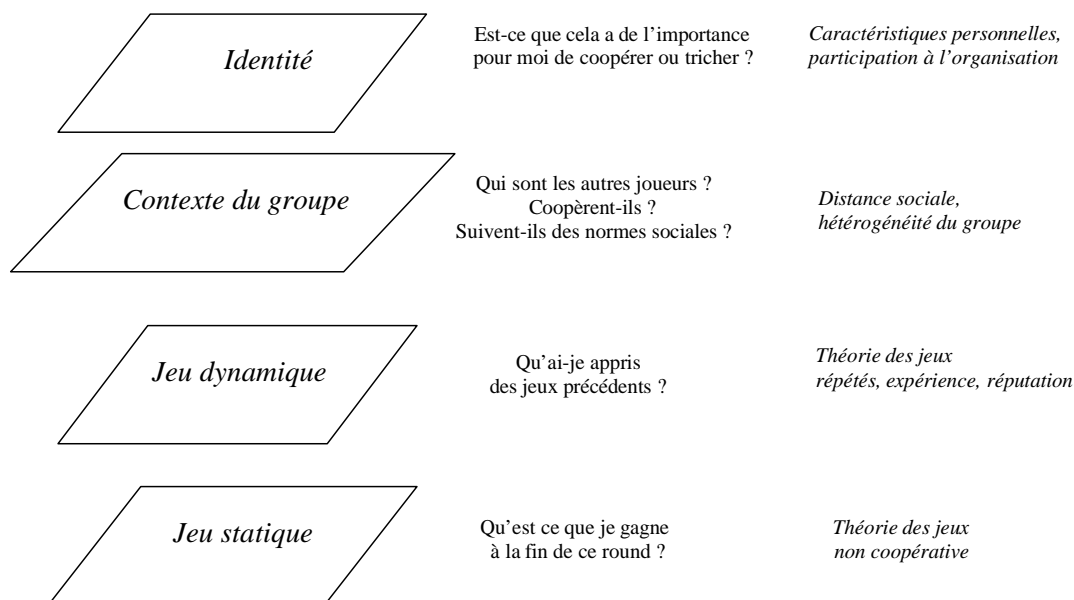 Identité
Est-ce que cela a de l’importance
pour moi de coopérer ou tricher ?
Caractéristiques personnelles,
participation à l’organisation
Contexte du groupe
Qui sont les autres joueurs ?
Coopèrent-ils ?
Suivent-ils des normes sociales ?
Distance sociale,
hétérogénéité du groupe
Jeu dynamique
Qu’ai-je appris
des jeux précédents ?
Théorie des jeux
répétés, expérience, réputation
Jeu statique
Qu’est ce que je gagne
à la fin de ce round ?
Théorie des jeux
non coopérative